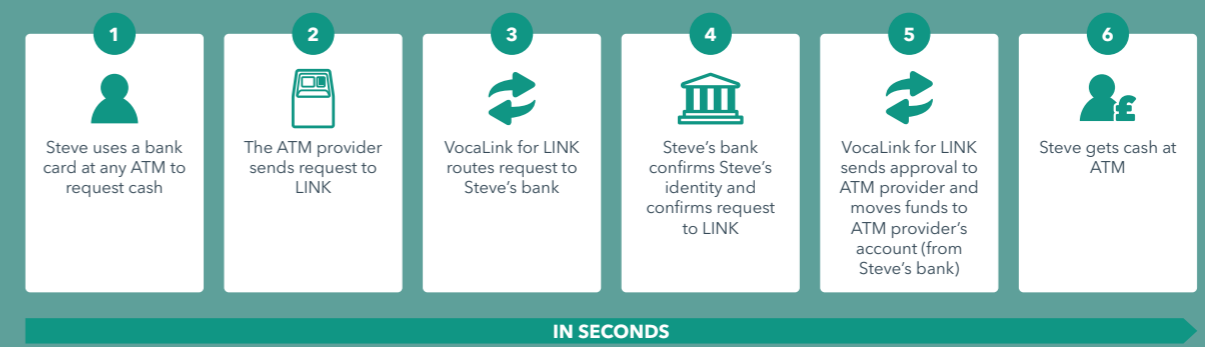 1
Steve uses a bank
card at any ATM to
request cash
2
The ATM provider
sends request to
LINK
3
VocaLink for LINK
routes request to
Steve's bank
4
Steve's bank
confirms Steve's
identity and
confirms request
to LINK
5
VocaLink for LINK
sends approval to
ATM provider and
moves funds to
ATM provider's
account (from
Steve's bank)
6
£
Steve gets cash at
ATM
IN SECONDS